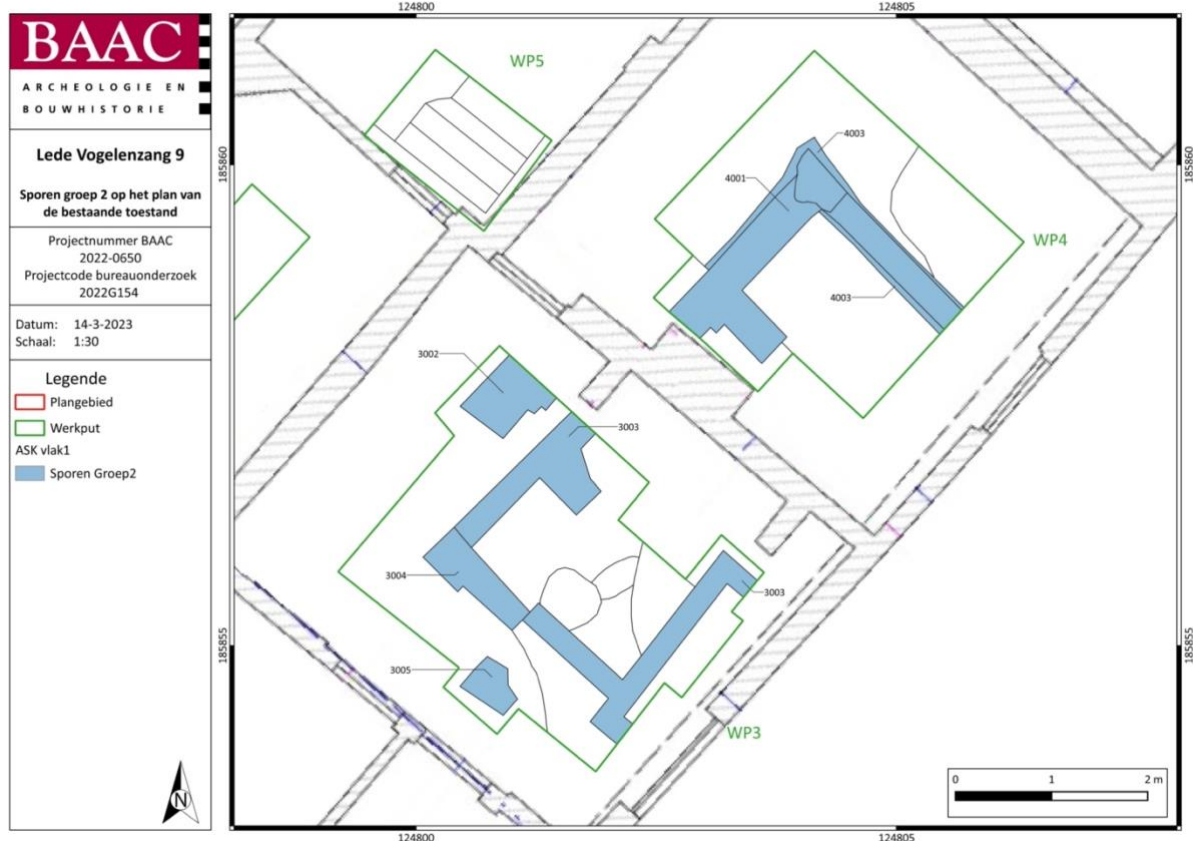 BAAC
ARCHEOLOGIE EN
BOUWHISTORIE
Lede Vogelenzang 9
Sporen groep 2 op het plan van
de bestaande toestand
Projectnummer BAAC
2022-0650
Projectcode bureauonderzoek
2022G154
Datum: 14-3-2023
Schaal: 1:30
Legende
Plangebied
Werkput
ASK vlak1
Sporen Groep2
N
124800
124805
185860
185860
WP5
4003
4001
WP4
4003
3002
3003
3004
3003
3005
185855
185855
WP3
0 1 2 m
124800
124805